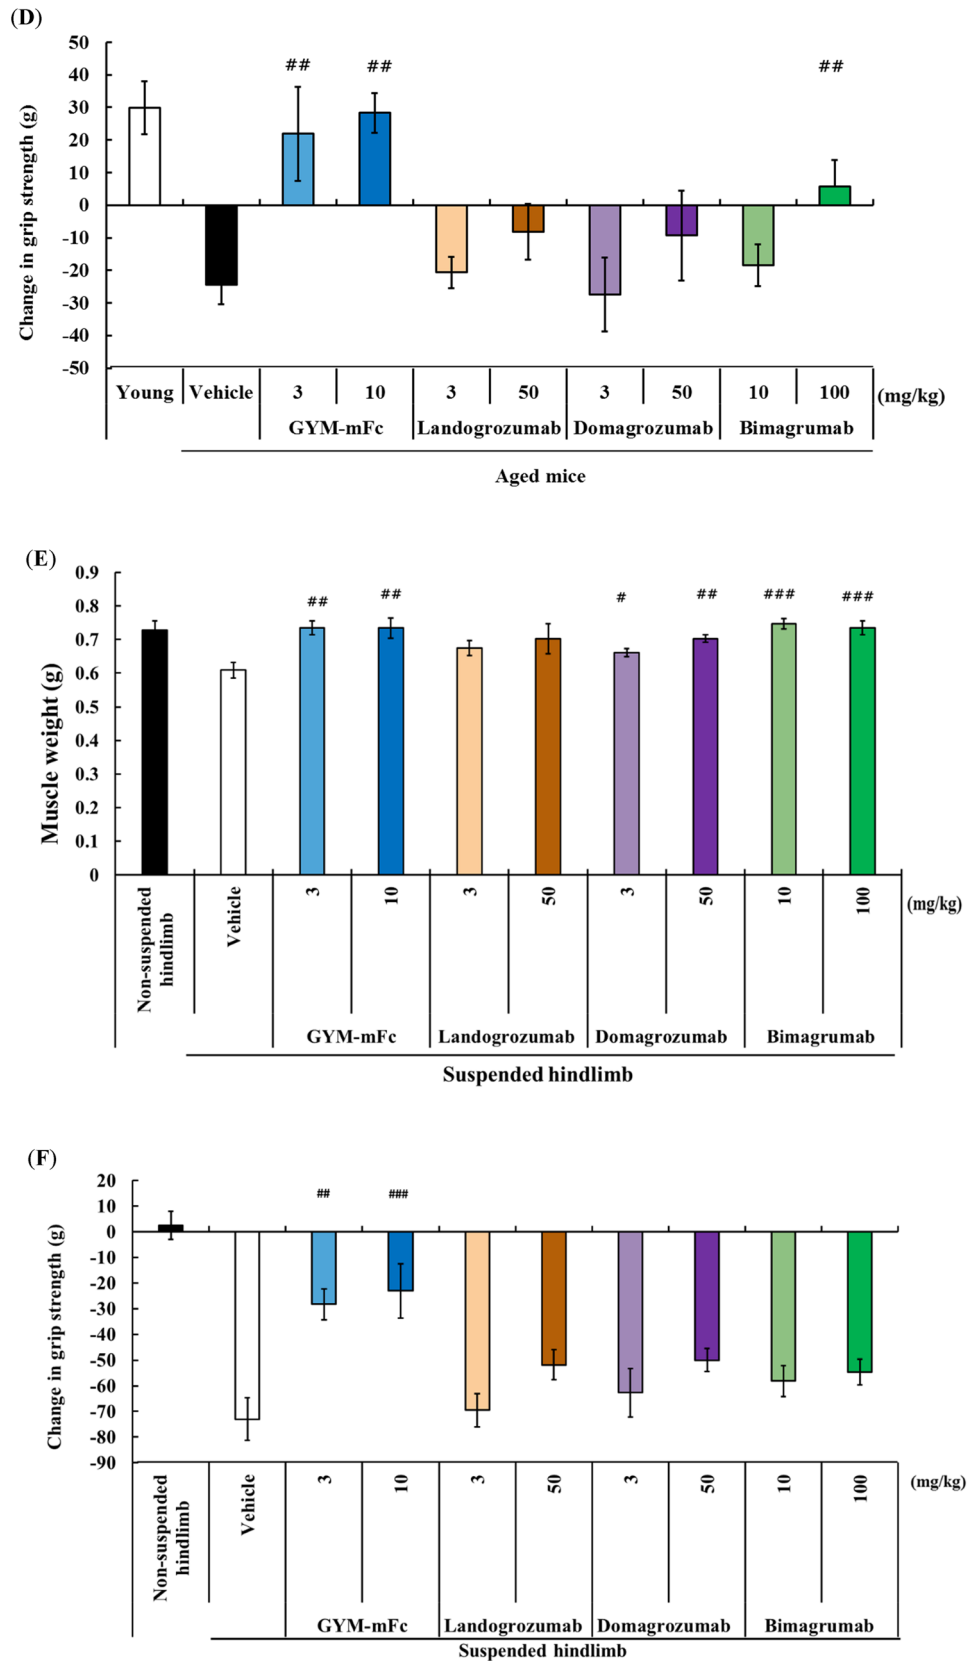 (D)
Change in grip strength (g)
50
40
30
20
10
0
-10
-20
-30
-40
-50
## ## ##
Young Vehicle 3 10 3 50 3 50 10 100 (mg/kg)
GYM-mFc Landogrozumab Domagrozumab Bimagrumab
Aged mice
(E)
Muscle weight (g)
0.9
0.8
0.7
0.6
0.5
0.4
0.3
0.2
0.1
0
## ## # ## ### ###
Non-suspended
hindlimb
Vehicle 3 10 3 50 3 50 10 100 (mg/kg)
GYM-mFc Landogrozumab Domagrozumab Bimagrumab
Suspended hindlimb
(F)
Change in grip strength (g)
20
10
0
-10
-20
-30
-40
-50
-60
-70
-80
-90
## ###
Non-suspended
hindlimb
Vehicle 3 10 3 50 3 50 10 100 (mg/kg)
GYM-mFc Landogrozumab Domagrozumab Bimagrumab
Suspended hindlimb